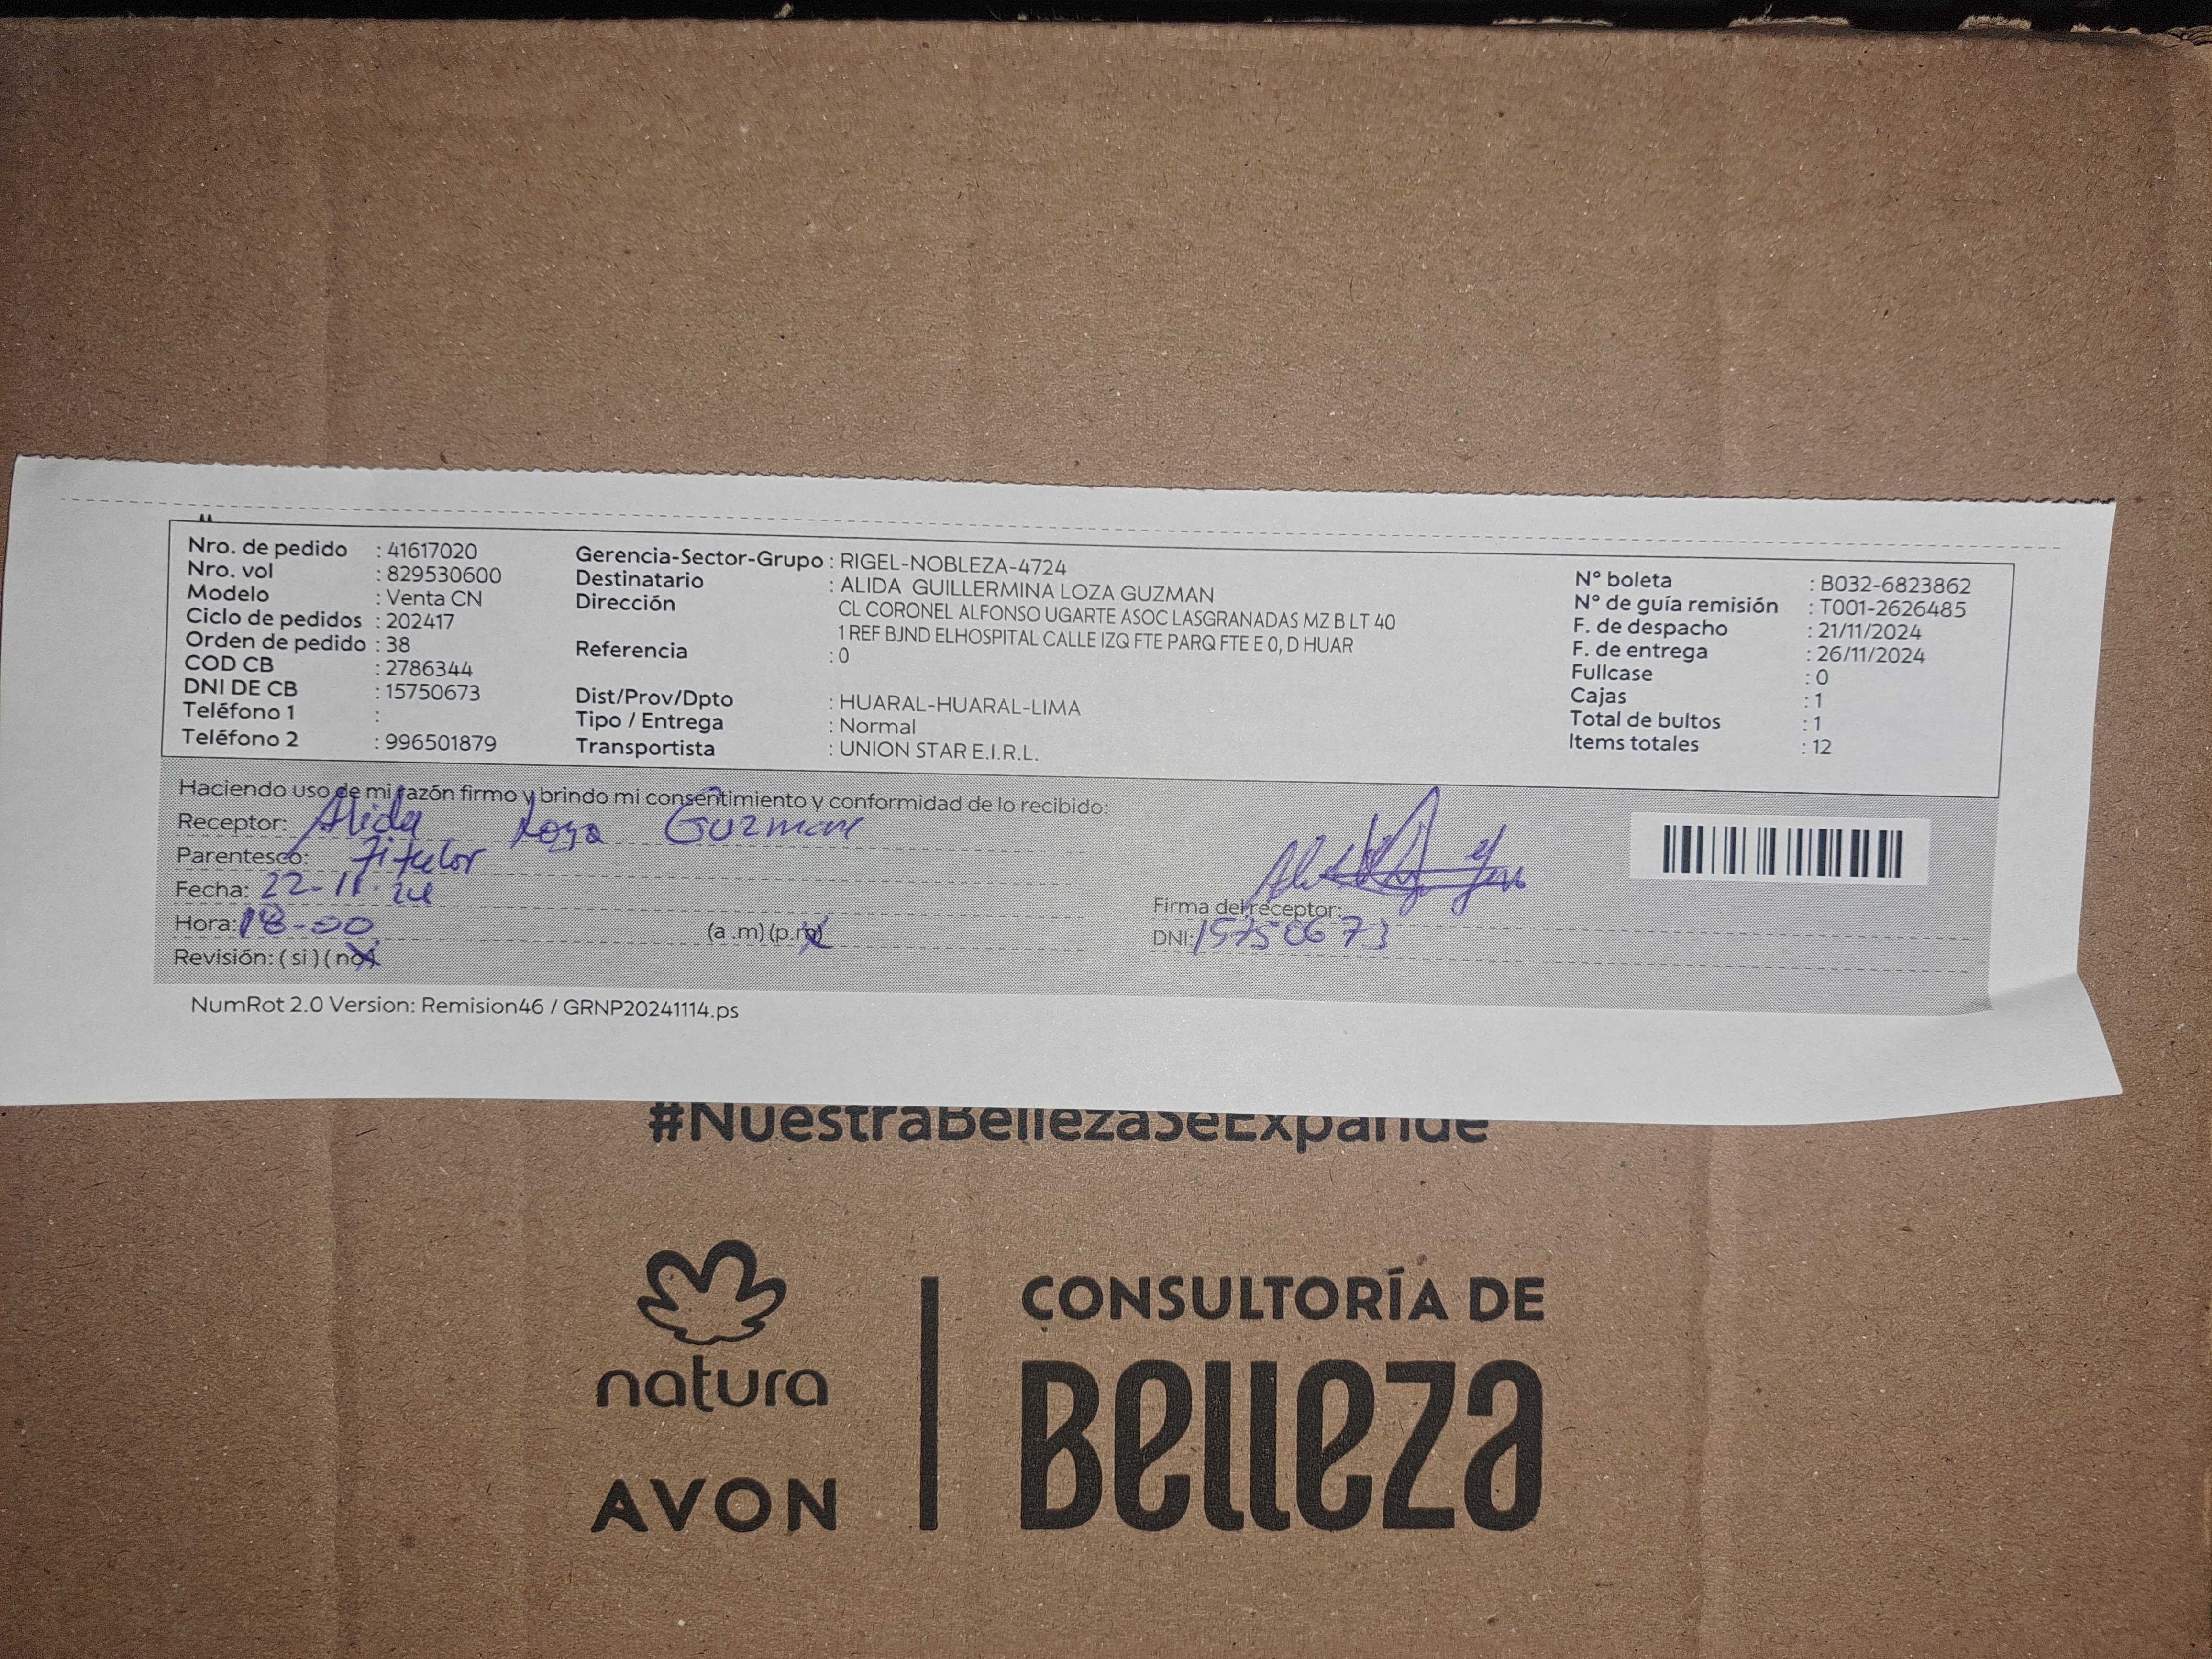 Nro. de pedido : 41617020
Nro. vol : 829530600
Modelo : Venta CN
Ciclo de pedidos : 202417
Orden de pedido : 38
COD CB : 2786344
DNI DE CB : 15750673
Teléfono 1 :
Teléfono 2 : 996501879
Gerencia-Sector-Grupo : RIGEL-NOBLEZA-4724
Destinatario : ALIDA GUILLERMINA LOZA GUZMAN
Dirección CL CORONEL ALFONSO UGARTE ASOC LASGRANADAS MZ B LT 40
1 REF BJND ELHOSPITAL CALLE IZQ FTE PARQ FTE E 0, D HUAR
Referencia : 0
Dist/Prov/Dpto : HUARAL-HUARAL-LIMA
Tipo / Entrega : Normal
Transportista : UNION STAR E.I.R.L.
N° boleta : B032-6823862
N° de guía remisión : T001-2626485
F. de despacho : 21/11/2024
F. de entrega : 26/11/2024
Fullcase : 0
Cajas : 1
Total de bultos : 1
Items totales : 12
Haciendo uso de mi razón firmo y brindo mi consentimiento y conformidad de lo recibido:
Receptor: Alida Loza Guzman
Parentesco: Titular
Fecha: 22-11-24
Hora: 18-00 (a .m) (p.m)
Revisión: ( si ) ( no )
Firma del receptor:
DNI: 15750673
NumRot 2.0 Version: Remision46 / GRNP20241114.ps
#NuestraBellezaSeExpande
natura
AVON
CONSULTORÍA DE
BELLEZA